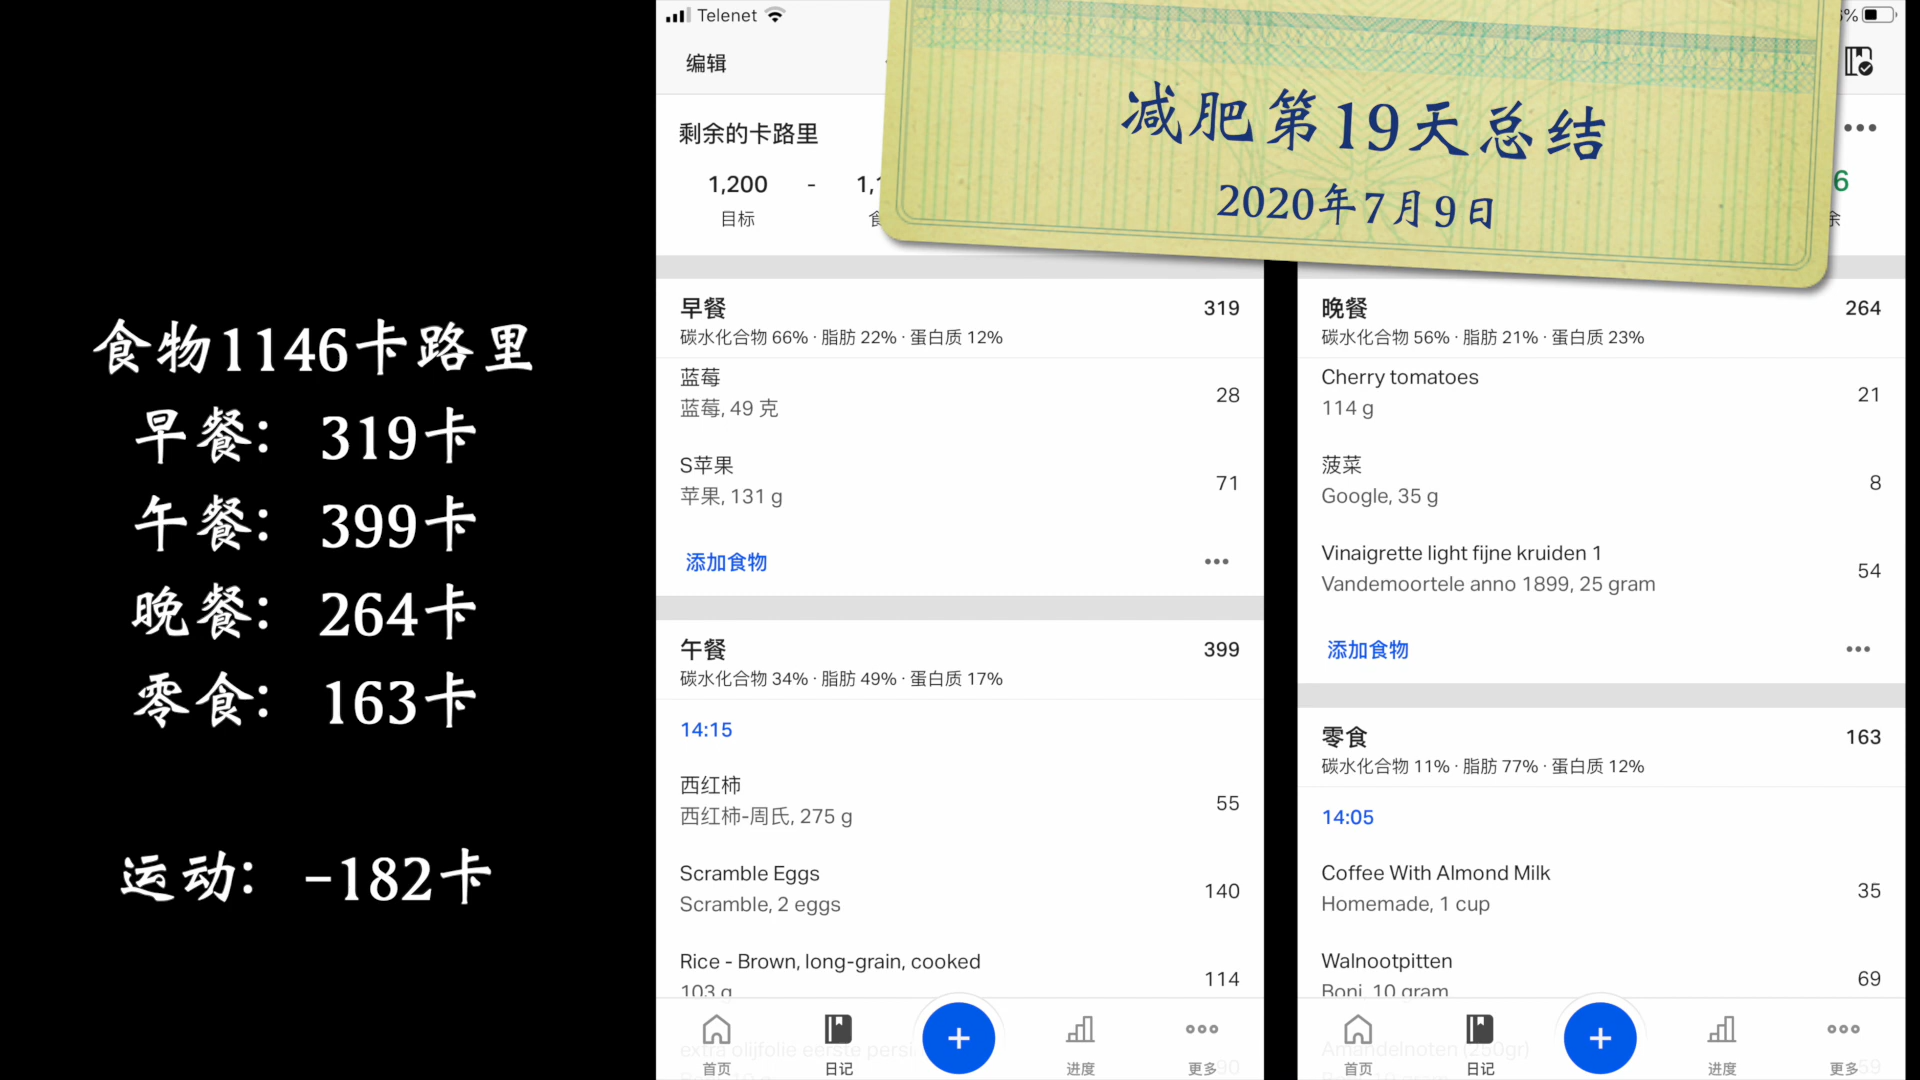 食物1146卡路里
早餐： 319卡
午餐： 399卡
晚餐： 264卡
零食： 163卡
运动： -182卡
减肥第19天总结
2020年7月9日
Telenet
编辑
剩余的卡路里
1,200 -
目标
早餐 319
碳水化合物 66% · 脂肪 22% · 蛋白质 12%
蓝莓
蓝莓, 49 克 28
S苹果
苹果, 131 g 71
添加食物
午餐 399
碳水化合物 34% · 脂肪 49% · 蛋白质 17%
14:15
西红柿
西红柿-周氏, 275 g 55
Scramble Eggs
Scramble, 2 eggs 140
Rice - Brown, long-grain, cooked
103 g 114
extra olijfolie eerste persi
首页 日记 进度 更多
晚餐 264
碳水化合物 56% · 脂肪 21% · 蛋白质 23%
Cherry tomatoes
114 g 21
菠菜
Google, 35 g 8
Vinaigrette light fijne kruiden 1
Vandemoortele anno 1899, 25 gram 54
添加食物
零食 163
碳水化合物 11% · 脂肪 77% · 蛋白质 12%
14:05
Coffee With Almond Milk
Homemade, 1 cup 35
Walnootpitten
Boni, 10 gram 69
Amandelnoten (250gr)
首页 日记 进度 更多